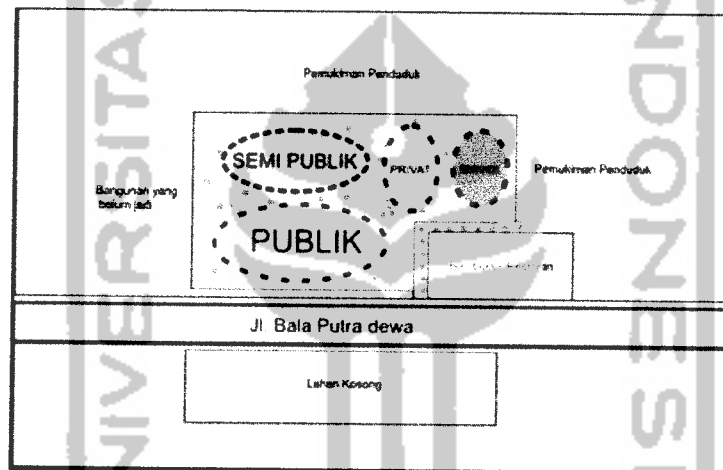 Pemukiman Penduduk
SEMI PUBLIK
PRIVAT
Pemukiman Penduduk
Bangunan yang
belum jadi
PUBLIK
Jl. Bala Putra dewa
Lahan Kosong